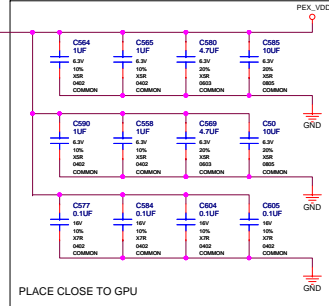 PEX_VDD
C564
1UF
6.3V
10%
X5R
0402
COMMON
C565
1UF
6.3V
10%
X5R
0402
COMMON
C580
4.7UF
6.3V
20%
X5R
0603
COMMON
C585
10UF
6.3V
20%
X5R
0805
COMMON
GND
C590
1UF
6.3V
10%
X5R
0402
COMMON
C558
1UF
6.3V
10%
X5R
0402
COMMON
C569
4.7UF
6.3V
20%
X5R
0603
COMMON
C50
10UF
6.3V
20%
X5R
0805
COMMON
GND
C577
0.1UF
16V
10%
X7R
0402
COMMON
C584
0.1UF
16V
10%
X7R
0402
COMMON
C604
0.1UF
16V
10%
X7R
0402
COMMON
C605
0.1UF
16V
10%
X7R
0402
COMMON
GND
PLACE CLOSE TO GPU